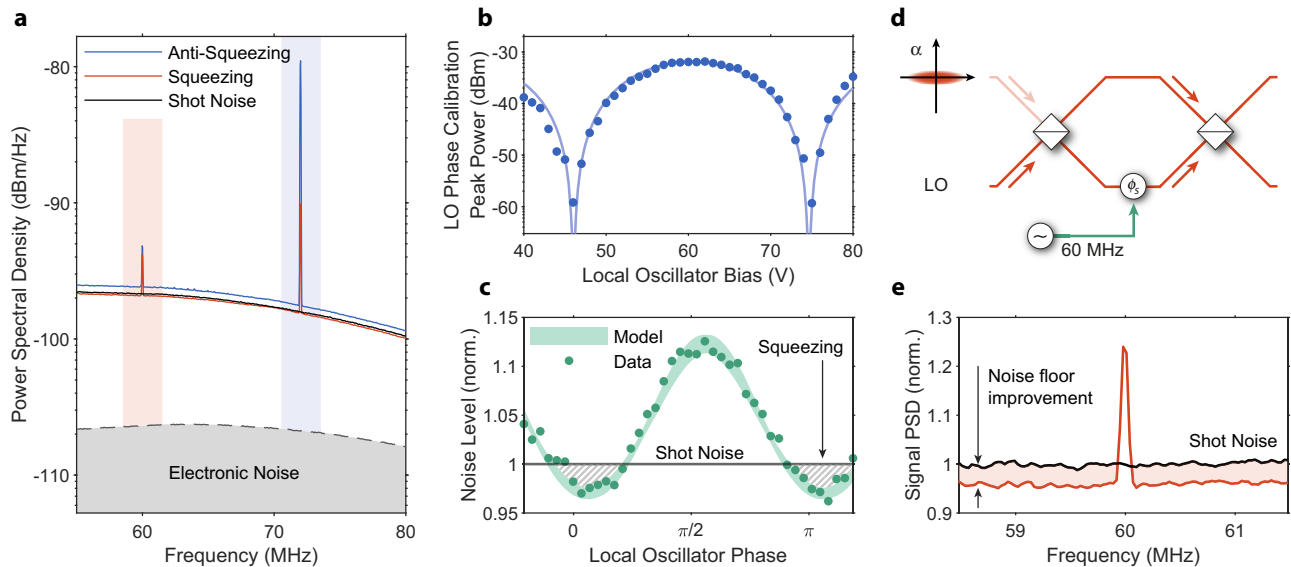 a
Power Spectral Density (dBm/Hz)
-80
-90
-100
-110
Anti-Squeezing
Squeezing
Shot Noise
Electronic Noise
60
70
80
Frequency (MHz)
b
LO Phase Calibration
Peak Power (dBm)
-30
-40
-50
-60
40
50
60
70
80
Local Oscillator Bias (V)
c
Noise Level (norm.)
1.15
1.1
1.05
1
0.95
Model
Data
Squeezing
Shot Noise
0
π/2
π
Local Oscillator Phase
d
α
LO
ϕs
~
60 MHz
e
Signal PSD (norm.)
1.3
1.2
1.1
1
0.9
Noise floor
improvement
Shot Noise
59
60
61
Frequency (MHz)